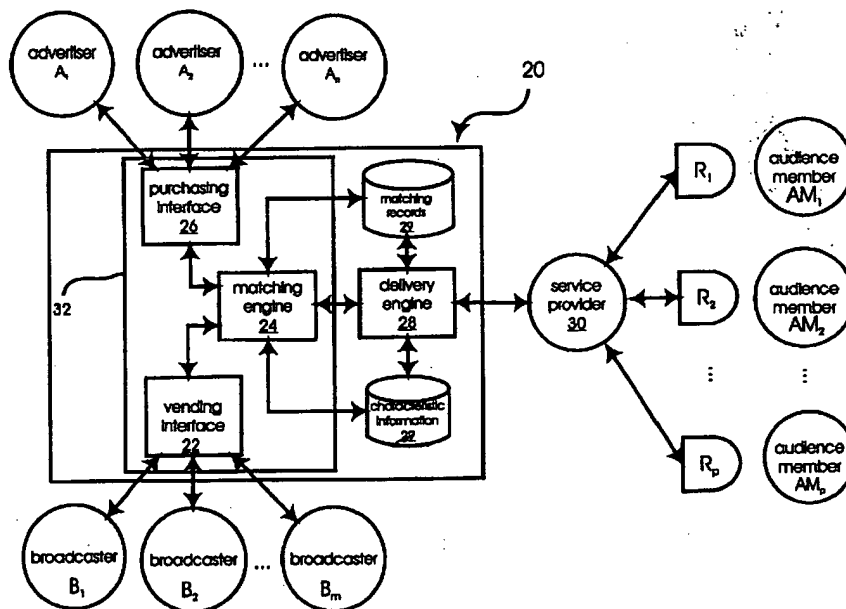 advertiser
A₁
advertiser
A₂
...
advertiser
Aₙ
20
purchasing
interface
26
matching
records
29
R₁
audience
member
AM₁
32
matching
engine
24
delivery
engine
28
service
provider
30
R₂
audience
member
AM₂
...
...
vending
interface
22
characteristic
information
27
Rₚ
audience
member
AMₚ
broadcaster
B₁
broadcaster
B₂
...
broadcaster
Bₘ